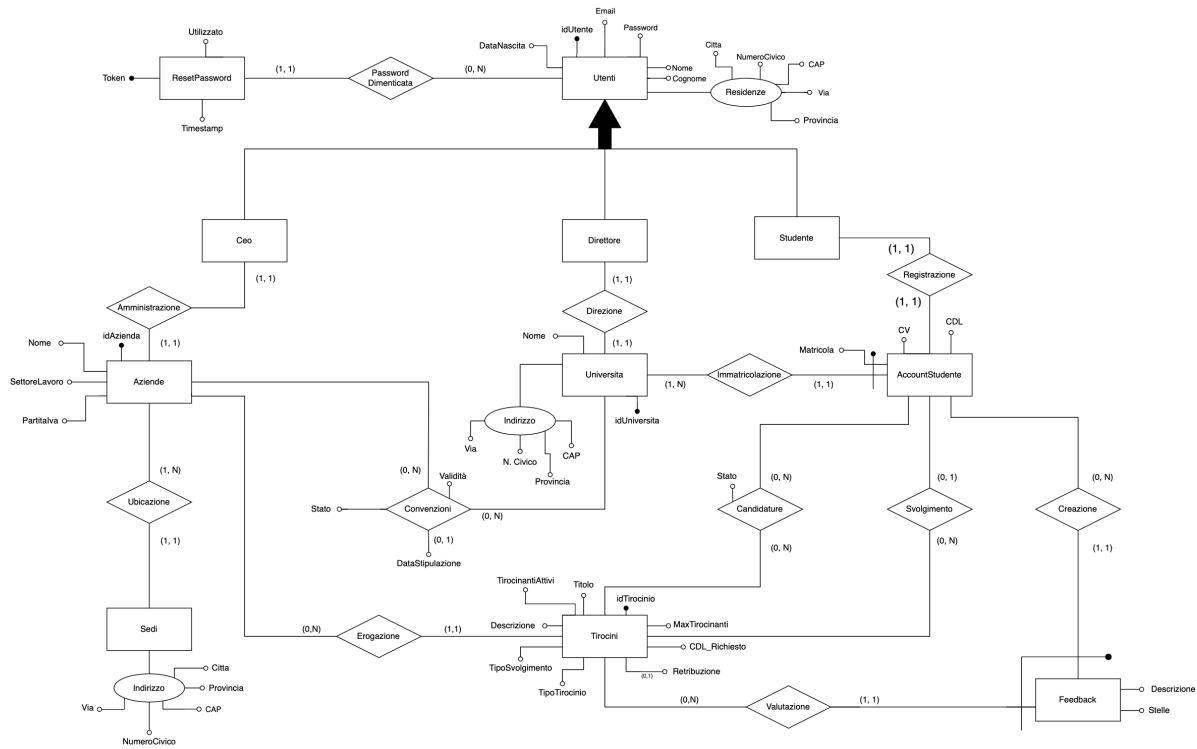 Email
Utilizzato
idUtente
Password
DataNascita
Citta
NumeroCivico
Token
ResetPassword
(1, 1)
Password
Dimenticata
(0, N)
Utenti
Nome
Cognome
CAP
Residenze
Via
Timestamp
Provincia
Ceo
Direttore
Studente
(1, 1)
(1, 1)
(1, 1)
Registrazione
(1, 1)
Amministrazione
Direzione
CV
CDL
Nome
idAzienda
(1, 1)
Nome
(1, 1)
Matricola
SettoreLavoro
Aziende
Universita
(1, N)
Immatricolazione
(1, 1)
AccountStudente
PartitaIva
Indirizzo
idUniversita
Via
N. Civico
CAP
Provincia
(1, N)
(0, N)
Validità
Stato
(0, N)
(0, 1)
(0, N)
Ubicazione
Stato
Convenzioni
(0, N)
Candidature
Svolgimento
Creazione
(1, 1)
(0, 1)
DataStipulazione
(0, N)
(0, N)
(1, 1)
TirocinantiAttivi
Titolo
idTirocinio
Sedi
(0,N)
Erogazione
(1,1)
Descrizione
Tirocini
MaxTirocinanti
CDL_Richiesto
TipoSvolgimento
(0,1)
Retribuzione
TipoTirocinio
Citta
Indirizzo
Provincia
Via
CAP
NumeroCivico
(0,N)
Valutazione
(1, 1)
Feedback
Descrizione
Stelle